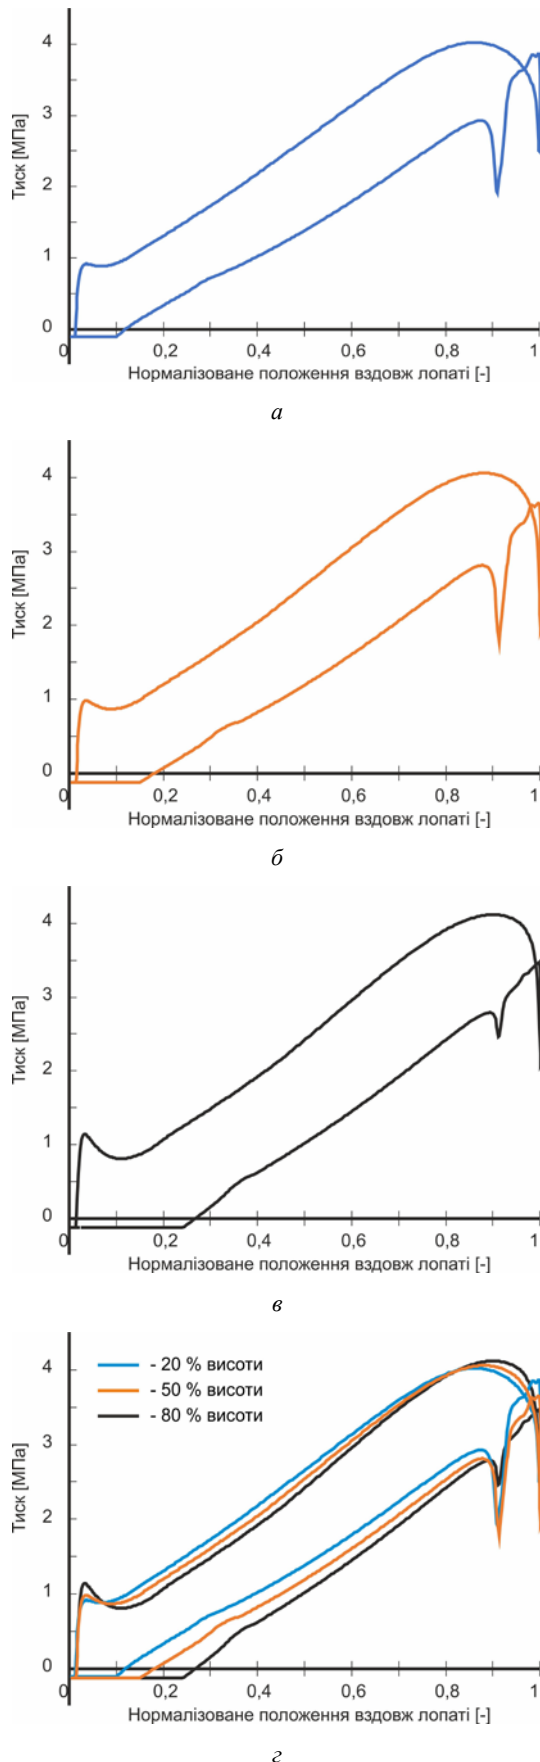 4
3
2
1
0
Тиск [МПа]
0 0,2 0,4 0,6 0,8 1
Нормалізоване положення вздовж лопаті [-]
а
4
3
2
1
0
Тиск [МПа]
0 0,2 0,4 0,6 0,8 1
Нормалізоване положення вздовж лопаті [-]
б
4
3
2
1
0
Тиск [МПа]
0 0,2 0,4 0,6 0,8 1
Нормалізоване положення вздовж лопаті [-]
в
- 20 % висоти
- 50 % висоти
- 80 % висоти
4
3
2
1
0
Тиск [МПа]
0 0,2 0,4 0,6 0,8 1
Нормалізоване положення вздовж лопаті [-]
г